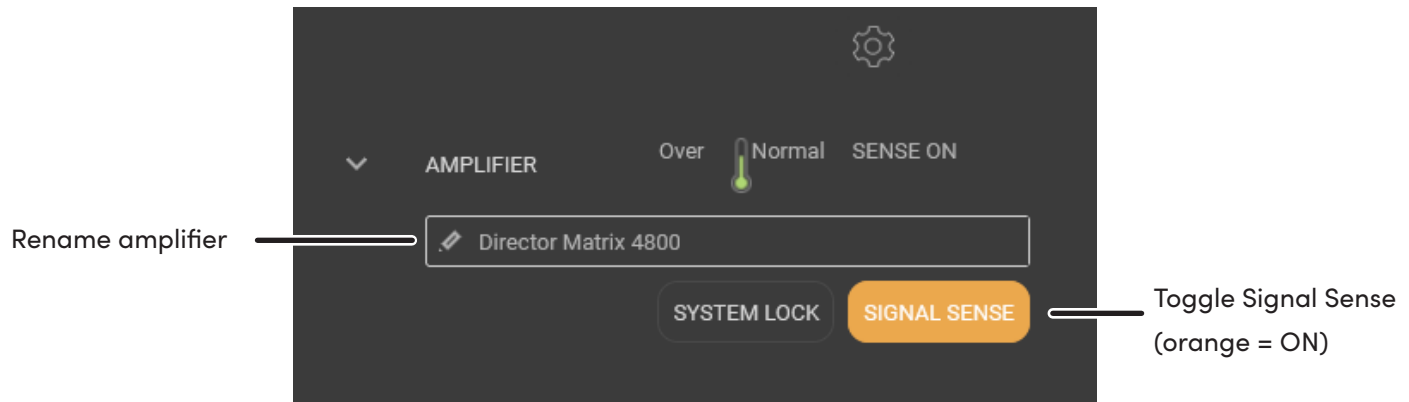 AMPLIFIER
Over
Normal
SENSE ON
Rename amplifier
Director Matrix 4800
SYSTEM LOCK
SIGNAL SENSE
Toggle Signal Sense
(orange = ON)